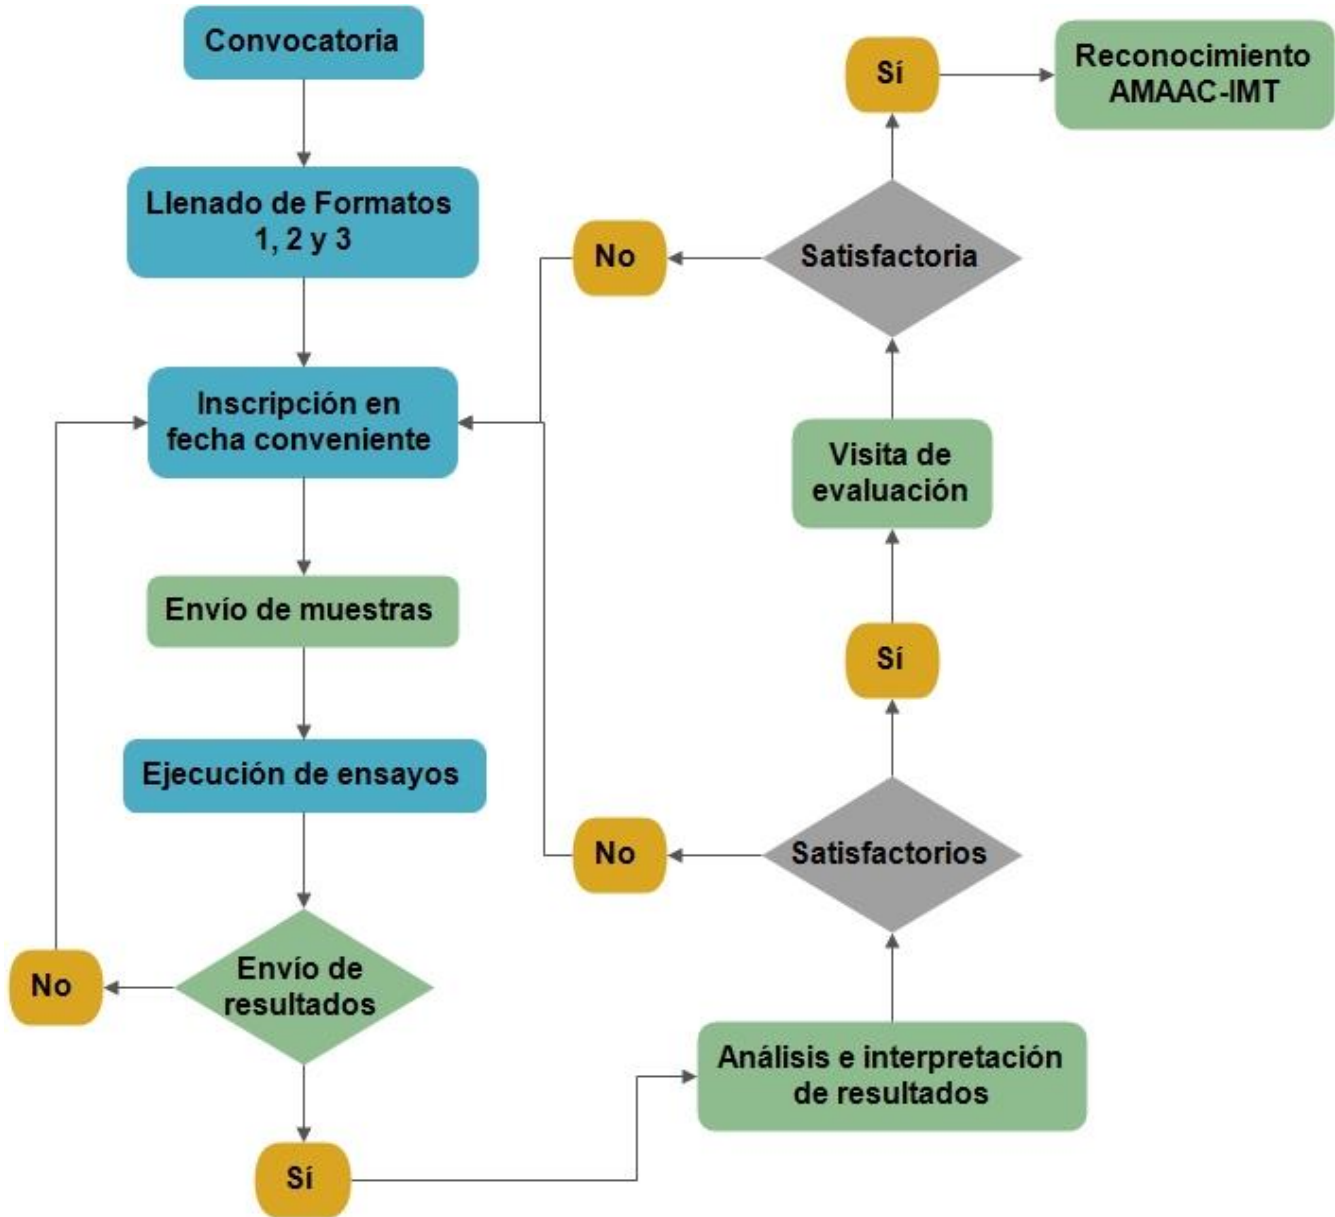 Convocatoria
Llenado de Formatos
1, 2 y 3
Inscripción en
fecha conveniente
Envío de muestras
Ejecución de ensayos
Envío de
resultados
No
Sí
Análisis e interpretación
de resultados
Satisfactorios
No
Sí
Visita de
evaluación
Satisfactoria
No
Sí
Reconocimiento
AMAAC-IMT